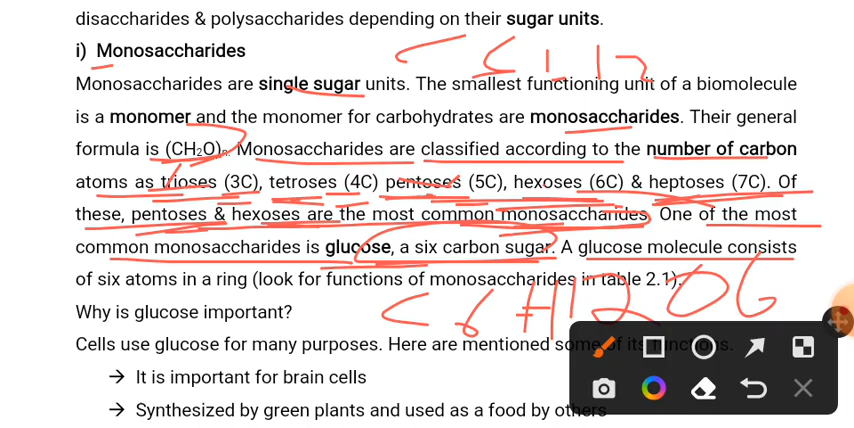 disaccharides & polysaccharides depending on their sugar units.
i) Monosaccharides
Monosaccharides are single sugar units. The smallest functioning unit of a biomolecule
is a monomer and the monomer for carbohydrates are monosaccharides. Their general
formula is (CH₂O)ₙ. Monosaccharides are classified according to the number of carbon
atoms as trioses (3C), tetroses (4C) pentoses (5C), hexoses (6C) & heptoses (7C). Of
these, pentoses & hexoses are the most common monosaccharides. One of the most
common monosaccharides is glucose, a six carbon sugar. A glucose molecule consists
of six atoms in a ring (look for functions of monosaccharides in table 2.1).
C6H12O6
Why is glucose important?
Cells use glucose for many purposes. Here are mentioned some of its functions.
→ It is important for brain cells
→ Synthesized by green plants and used as a food by others